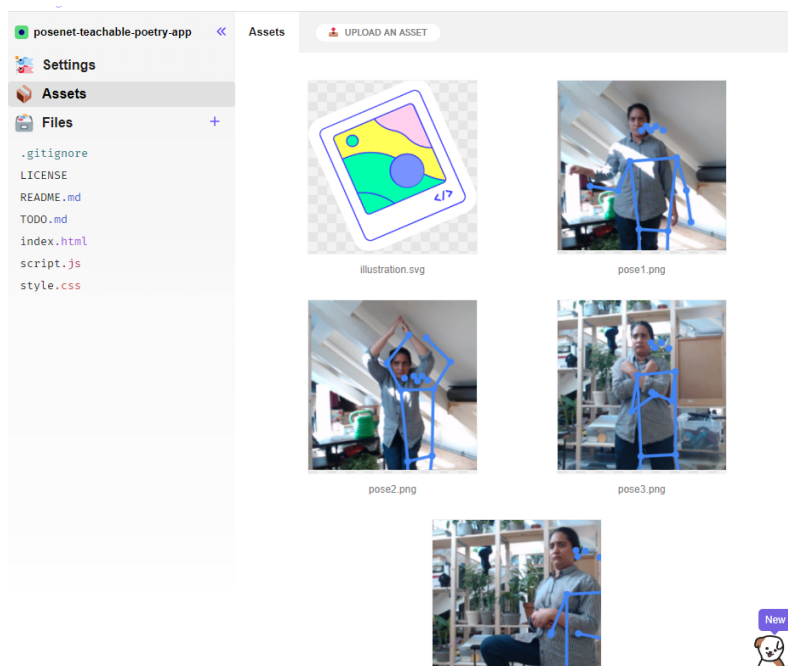 posenet-teachable-poetry-app «
Assets
UPLOAD AN ASSET
Settings
Assets
Files +
.gitignore
LICENSE
README.md
TODO.md
index.html
script.js
style.css
</>
illustration.svg
pose1.png
pose2.png
pose3.png
New